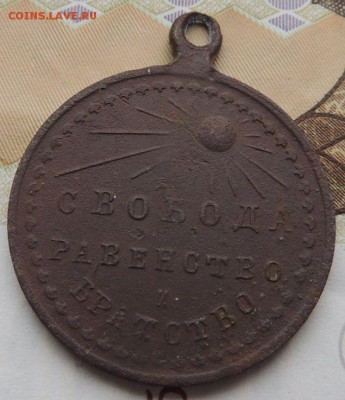 COINS.LAVE.RU
СВОБОДА
РАВЕНСТВО
И
БРАТСТВО